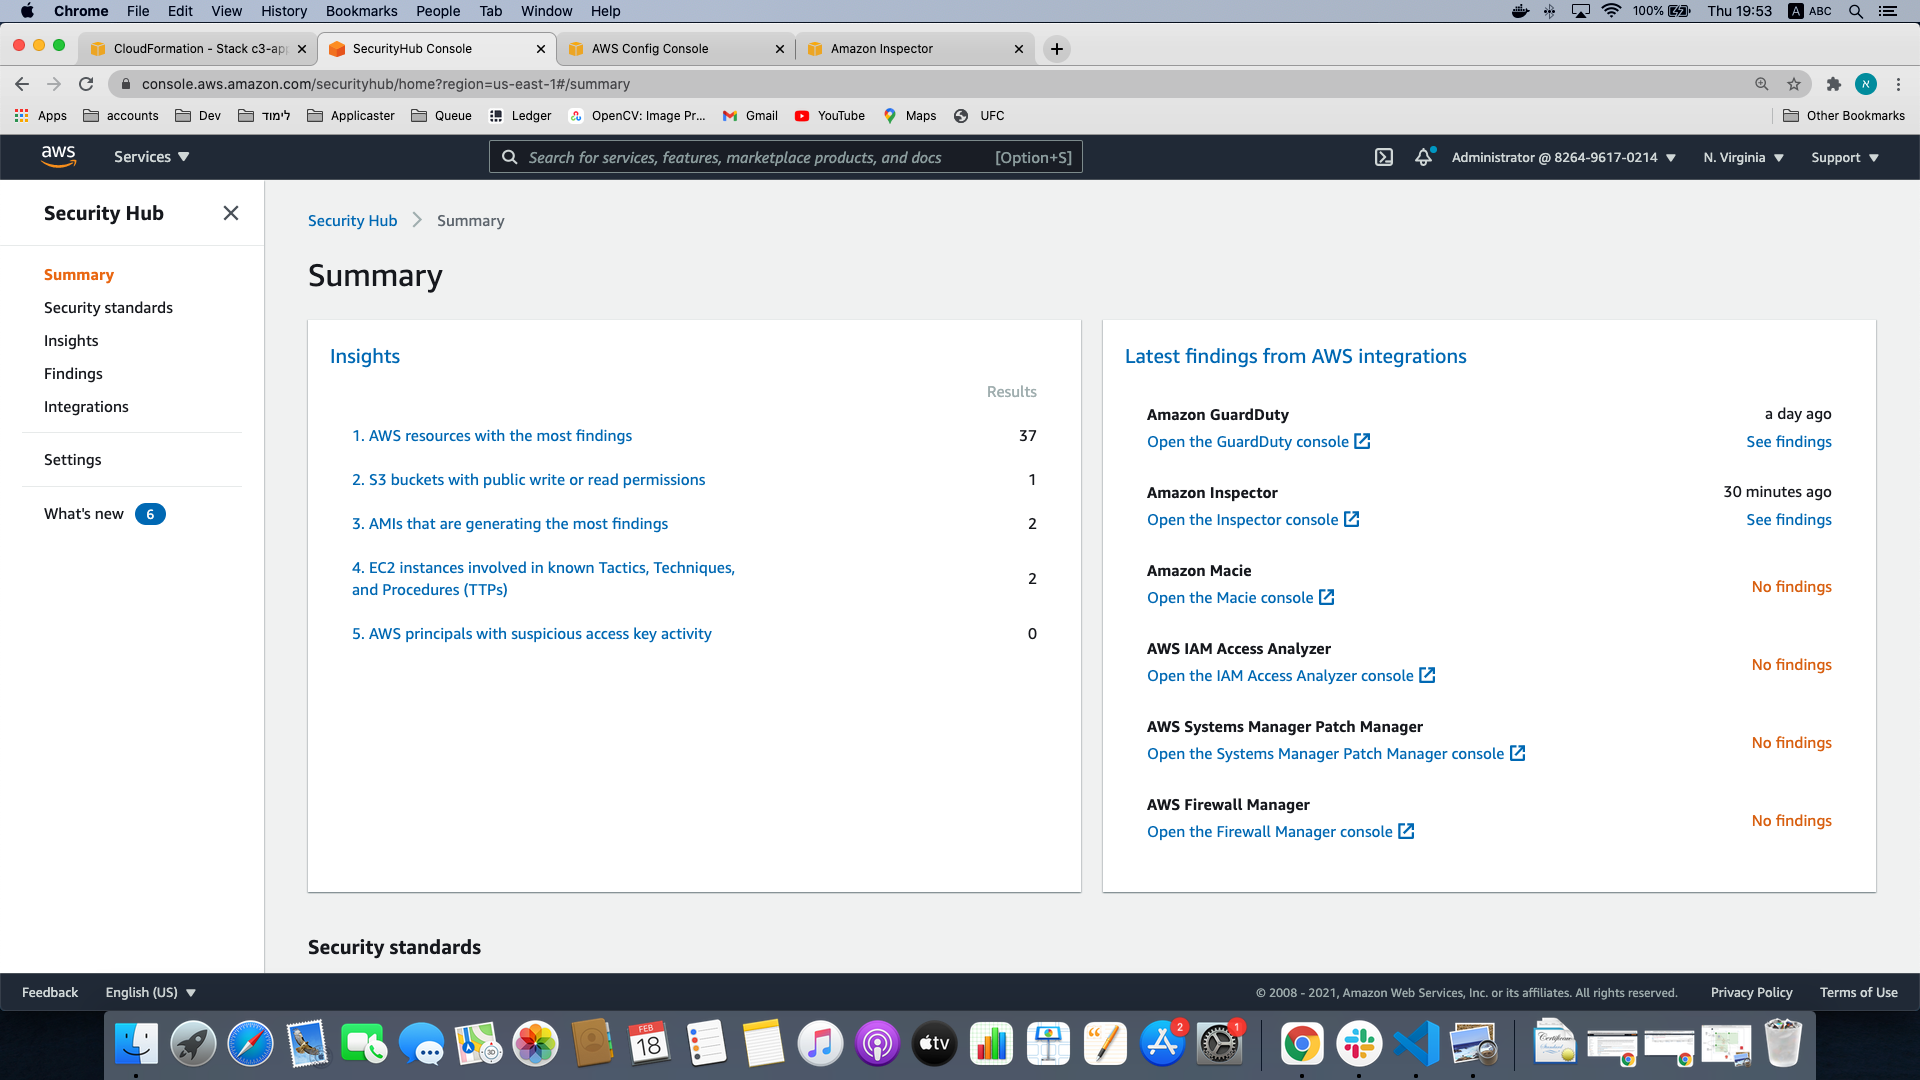 Chrome File Edit View History Bookmarks People Tab Window Help 100% Thu 19:53 A ABC
CloudFormation - Stack c3-app SecurityHub Console AWS Config Console Amazon Inspector
console.aws.amazon.com/securityhub/home?region=us-east-1#/summary א
Apps accounts Dev לימוד Applicaster Queue Ledger OpenCV: Image Pr... Gmail YouTube Maps UFC Other Bookmarks
aws Services Search for services, features, marketplace products, and docs [Option+S] Administrator @ 8264-9617-0214 N. Virginia Support
Security Hub
Summary
Security standards
Insights
Findings
Integrations
Settings
What's new 6
Security Hub Summary
Summary
Insights
Results
1. AWS resources with the most findings 37
2. S3 buckets with public write or read permissions 1
3. AMIs that are generating the most findings 2
4. EC2 instances involved in known Tactics, Techniques,
and Procedures (TTPs) 2
5. AWS principals with suspicious access key activity 0
Latest findings from AWS integrations
Amazon GuardDuty a day ago
Open the GuardDuty console See findings
Amazon Inspector 30 minutes ago
Open the Inspector console See findings
Amazon Macie
Open the Macie console No findings
AWS IAM Access Analyzer
Open the IAM Access Analyzer console No findings
AWS Systems Manager Patch Manager
Open the Systems Manager Patch Manager console No findings
AWS Firewall Manager
Open the Firewall Manager console No findings
Security standards
Feedback English (US) © 2008 - 2021, Amazon Web Services, Inc. or its affiliates. All rights reserved. Privacy Policy Terms of Use
FEB
18
tv
2
1